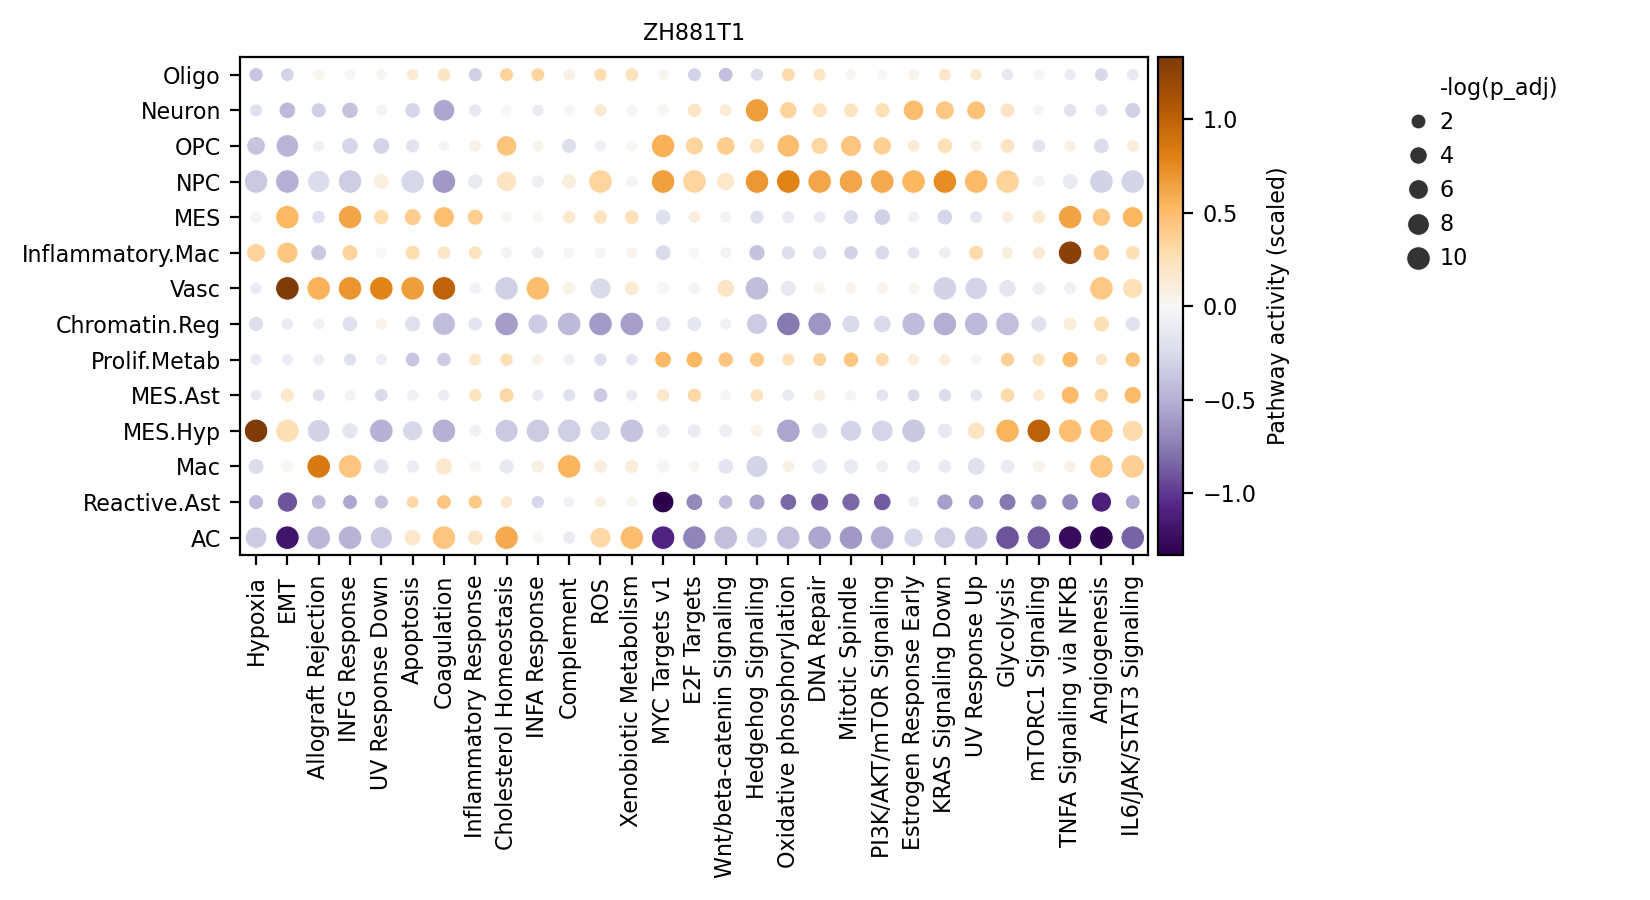 ZH881T1
Oligo
Neuron
OPC
NPC
MES
Inflammatory.Mac
Vasc
Chromatin.Reg
Prolif.Metab
MES.Ast
MES.Hyp
Mac
Reactive.Ast
AC
Hypoxia
EMT
Allograft Rejection
INFG Response
UV Response Down
Apoptosis
Coagulation
Inflammatory Response
Cholesterol Homeostasis
INFA Response
Complement
ROS
Xenobiotic Metabolism
MYC Targets v1
E2F Targets
Wnt/beta-catenin Signaling
Hedgehog Signaling
Oxidative phosphorylation
DNA Repair
Mitotic Spindle
PI3K/AKT/mTOR Signaling
Estrogen Response Early
KRAS Signaling Down
UV Response Up
Glycolysis
mTORC1 Signaling
TNFA Signaling via NFKB
Angiogenesis
IL6/JAK/STAT3 Signaling
1.0
0.5
0.0
−0.5
−1.0
Pathway activity (scaled)
-log(p_adj)
2
4
6
8
10